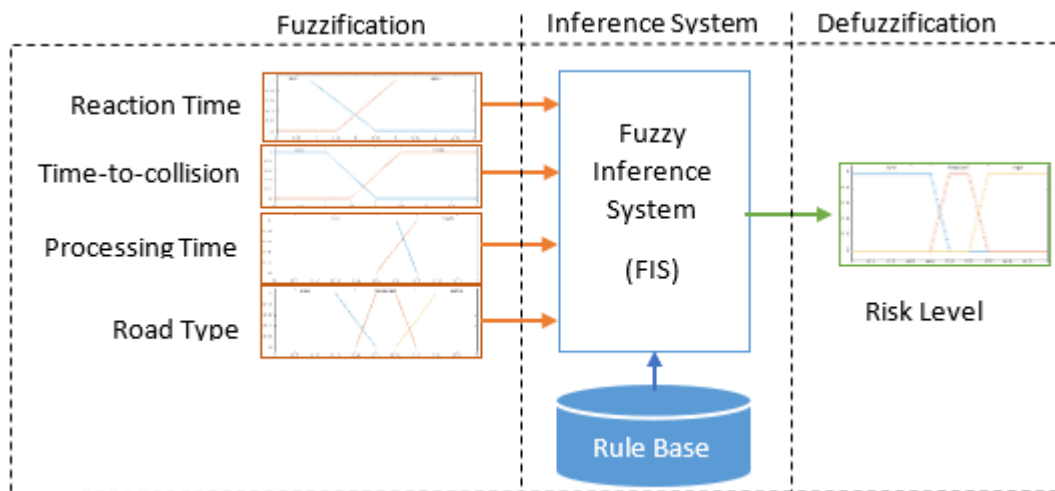 Fuzzification
Inference System
Defuzzification
Reaction Time
Time-to-collision
Processing Time
Road Type
Fuzzy
Inference
System
(FIS)
Rule Base
Risk Level